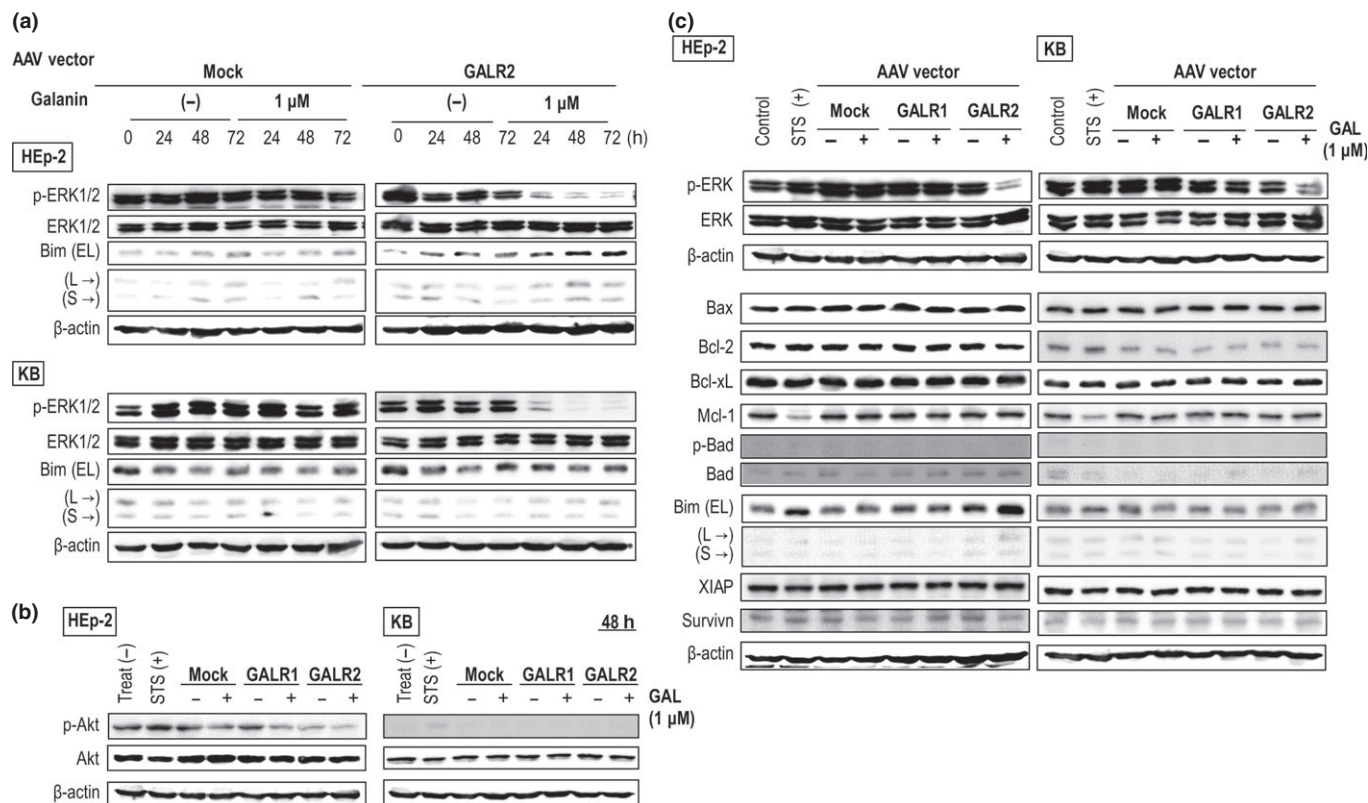 (a)
AAV vector
Mock GALR2
Galanin (–) 1 µM (–) 1 µM
0 24 48 72 24 48 72 0 24 48 72 24 48 72 (h)
HEp-2
p-ERK1/2
ERK1/2
Bim (EL)
(L →)
(S →)
β-actin
KB
p-ERK1/2
ERK1/2
Bim (EL)
(L →)
(S →)
β-actin
(b)
HEp-2 KB 48 h
Treat (–) STS (+) Mock GALR1 GALR2 Treat (–) STS (+) Mock GALR1 GALR2
– + – + – + – + – + – + GAL
(1 µM)
p-Akt
Akt
β-actin
(c)
HEp-2 KB
AAV vector AAV vector
Control STS (+) Mock GALR1 GALR2 Control STS (+) Mock GALR1 GALR2
– + – + – + – + – + – + GAL
(1 µM)
p-ERK
ERK
β-actin
Bax
Bcl-2
Bcl-xL
Mcl-1
p-Bad
Bad
Bim (EL)
(L →)
(S →)
XIAP
Survivn
β-actin